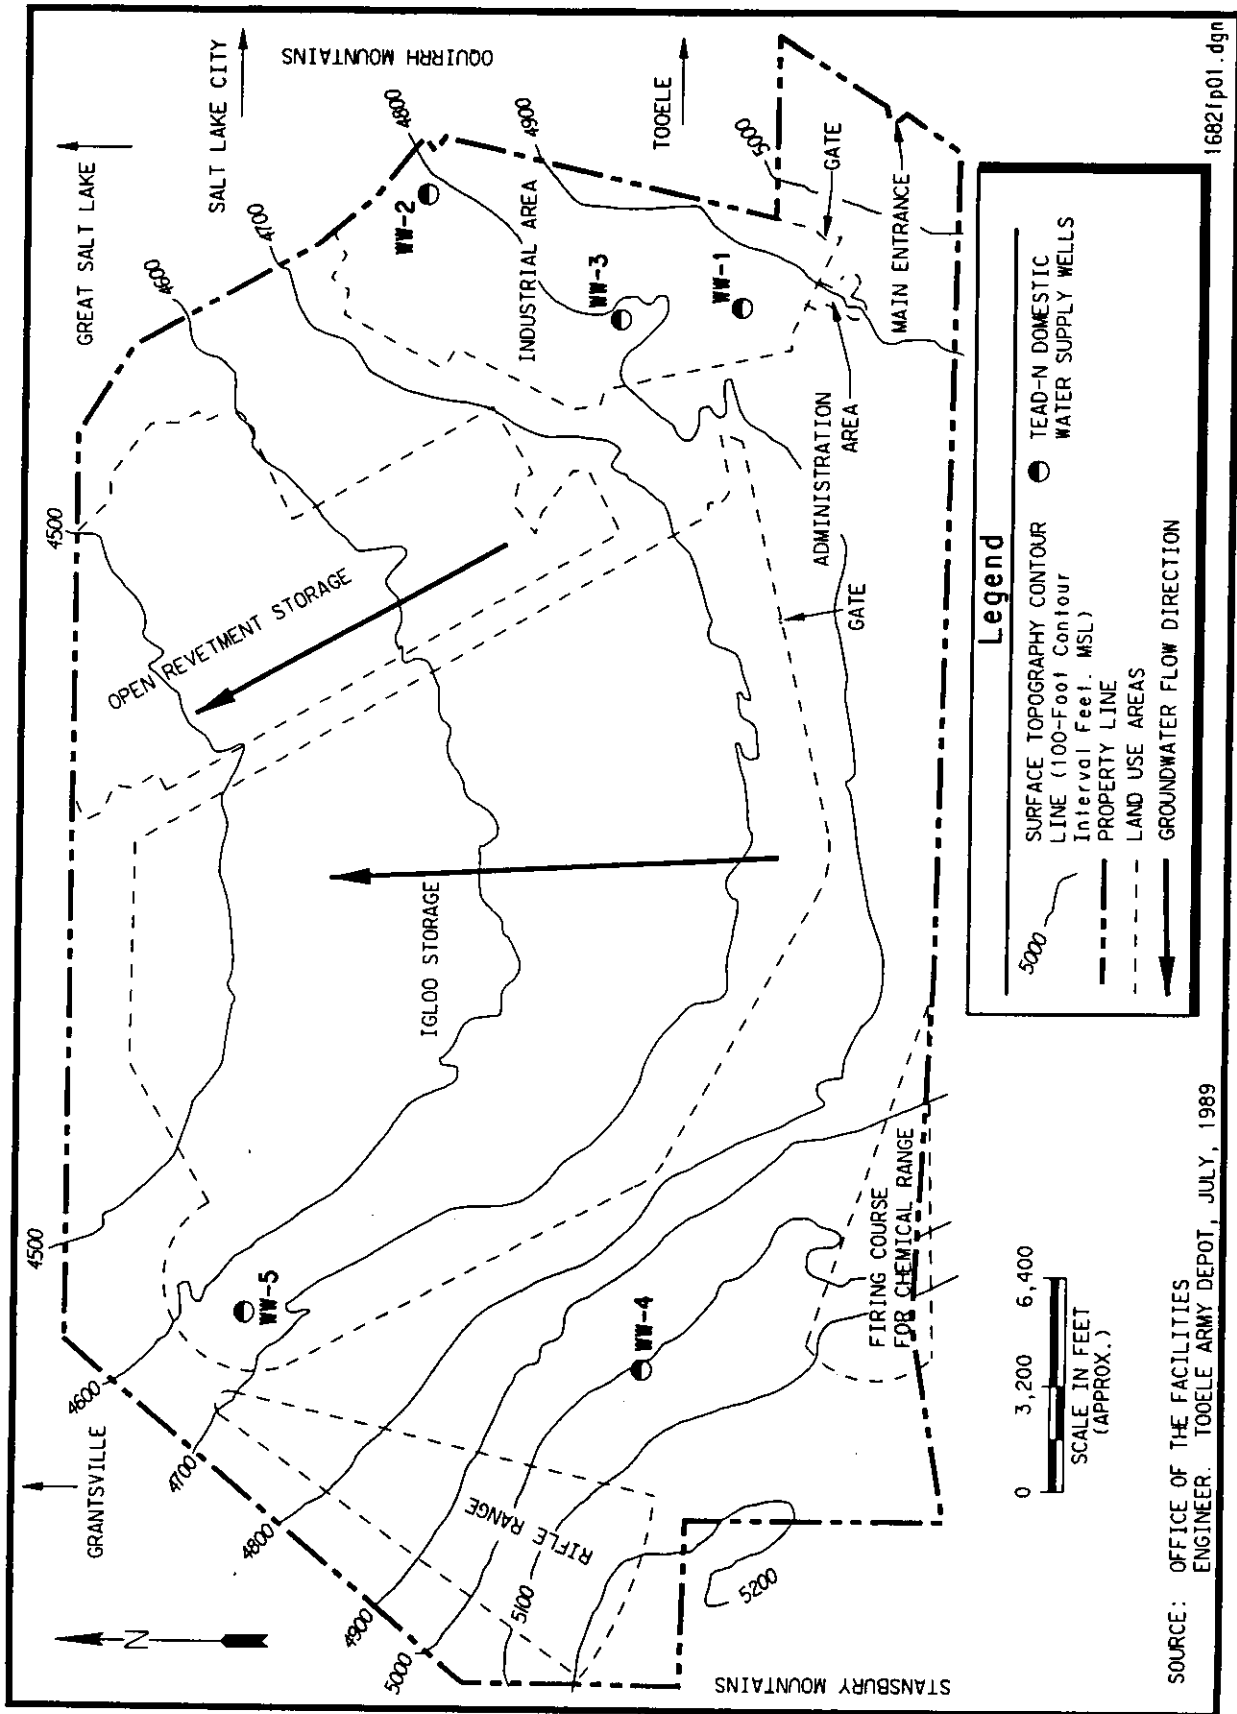 GREAT SALT LAKE
SALT LAKE CITY
OQUIRRH MOUNTAINS
TOOELE
GRANTSVILLE
N
STANSBURY MOUNTAINS
4500
4600
4700
4800
4900
5000
4500
4600
4700
4800
4900
5000
5100
5200
OPEN REVETMENT STORAGE
IGLOO STORAGE
INDUSTRIAL AREA
WW-2
WW-3
WW-1
WW-5
WW-4
GATE
MAIN ENTRANCE
ADMINISTRATION
AREA
GATE
RIFLE RANGE
FIRING COURSE
FOR CHEMICAL RANGE
0 3,200 6,400
SCALE IN FEET
(APPROX.)
Legend
5000
SURFACE TOPOGRAPHY CONTOUR
LINE (100-Foot Contour
Interval Feet. MSL)
PROPERTY LINE
LAND USE AREAS
GROUNDWATER FLOW DIRECTION
TEAD-N DOMESTIC
WATER SUPPLY WELLS
SOURCE: OFFICE OF THE FACILITIES
ENGINEER. TOOELE ARMY DEPOT, JULY, 1989
1682fp01.dgn